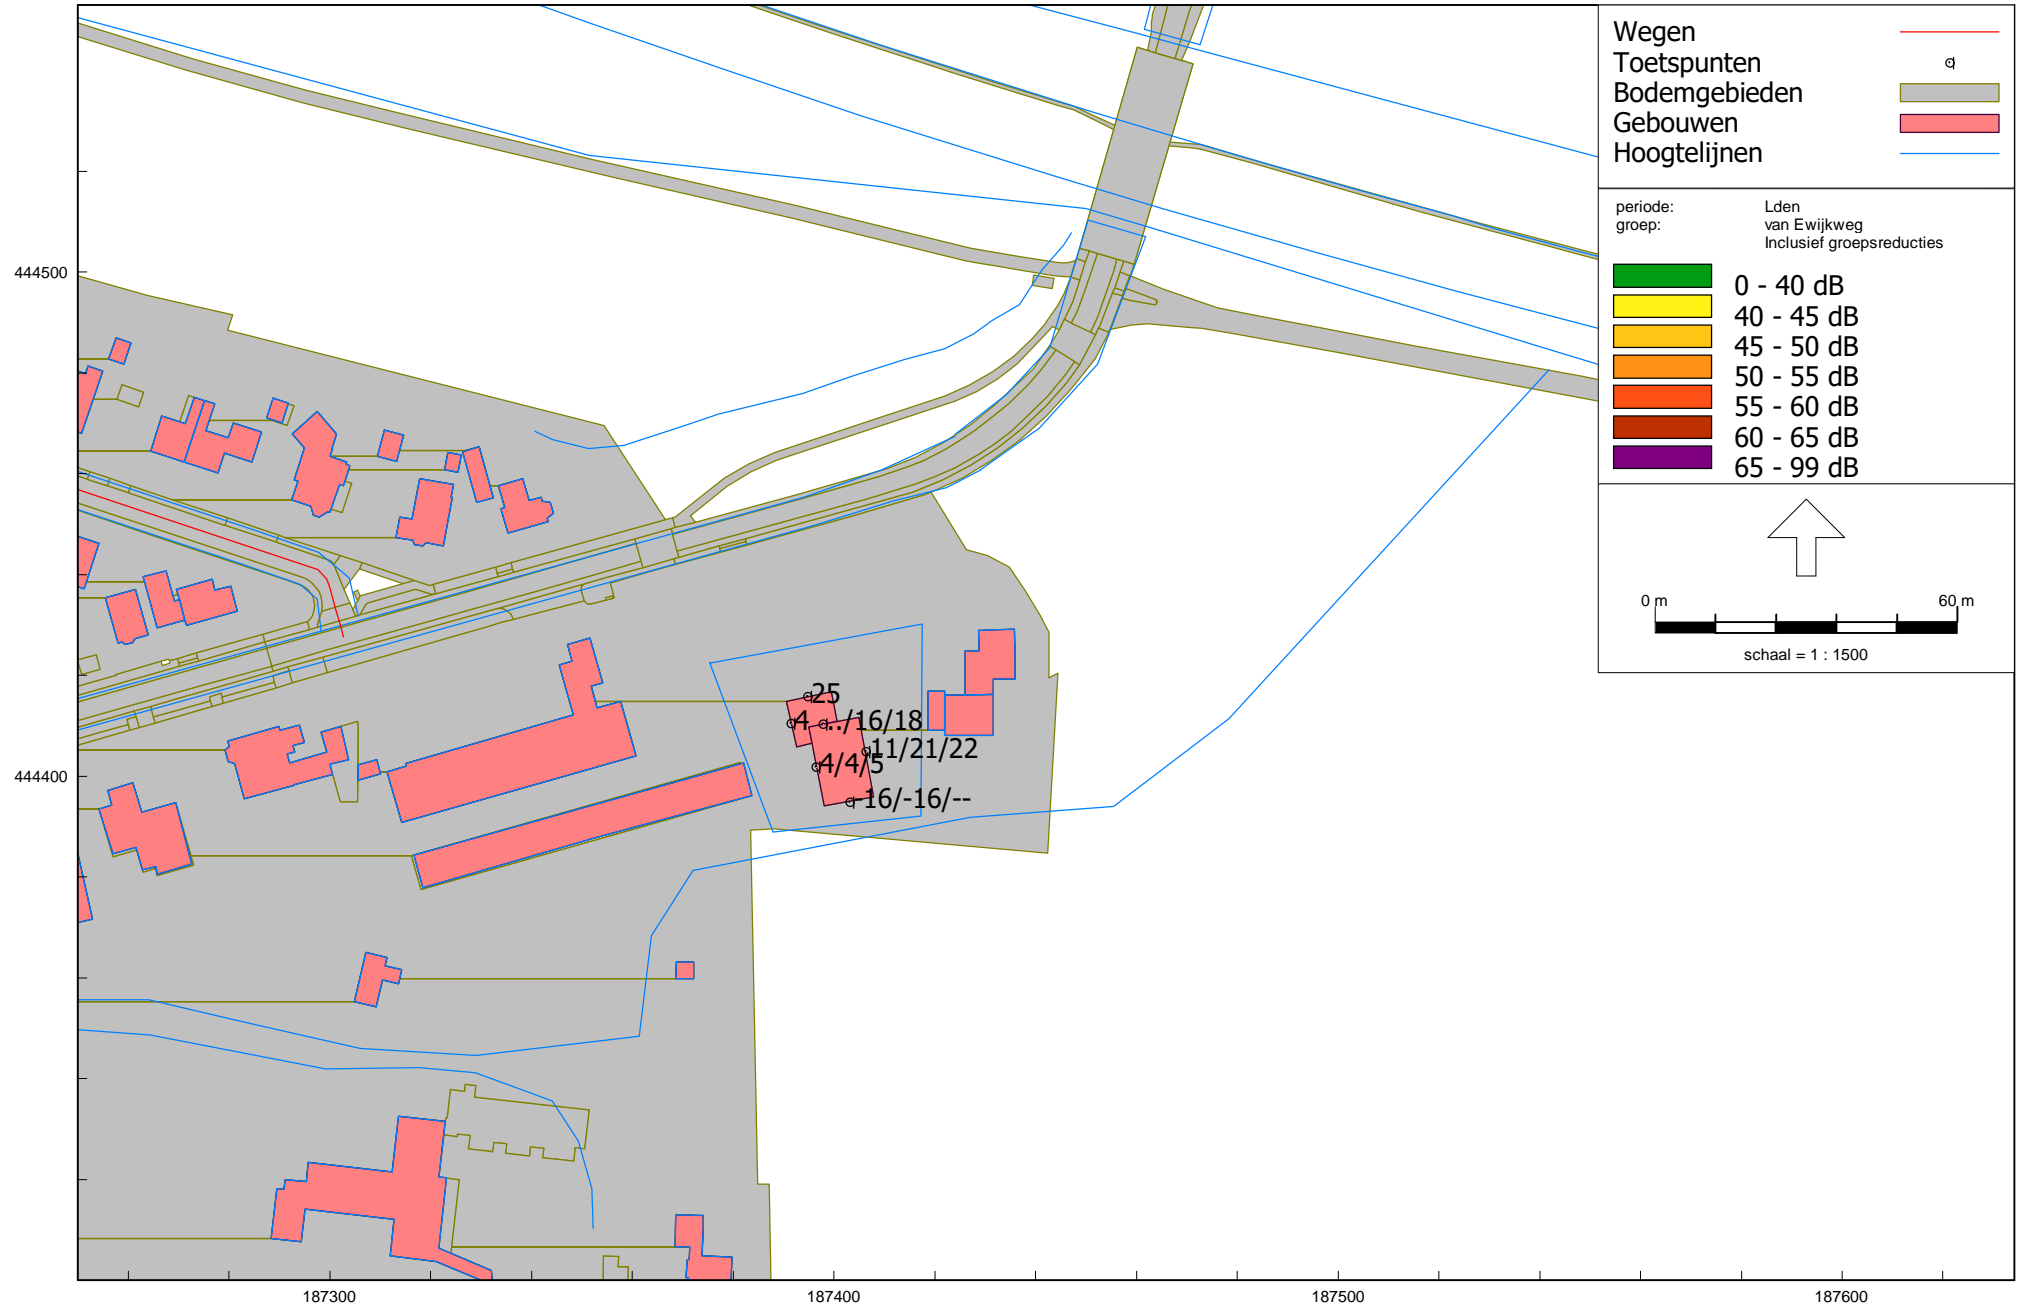 Wegen
Toetspunten
Bodemgebieden
Gebouwen
Hoogtelijnen
periode: Lden
groep: van Ewijkweg
Inclusief groepsreducties
0 - 40 dB
40 - 45 dB
45 - 50 dB
50 - 55 dB
55 - 60 dB
60 - 65 dB
65 - 99 dB
0 m 60 m
schaal = 1 : 1500
444500
25
4
../16/18
11/21/22
4/4/5
-16/-16/--
444400
187300 187400 187500 187600